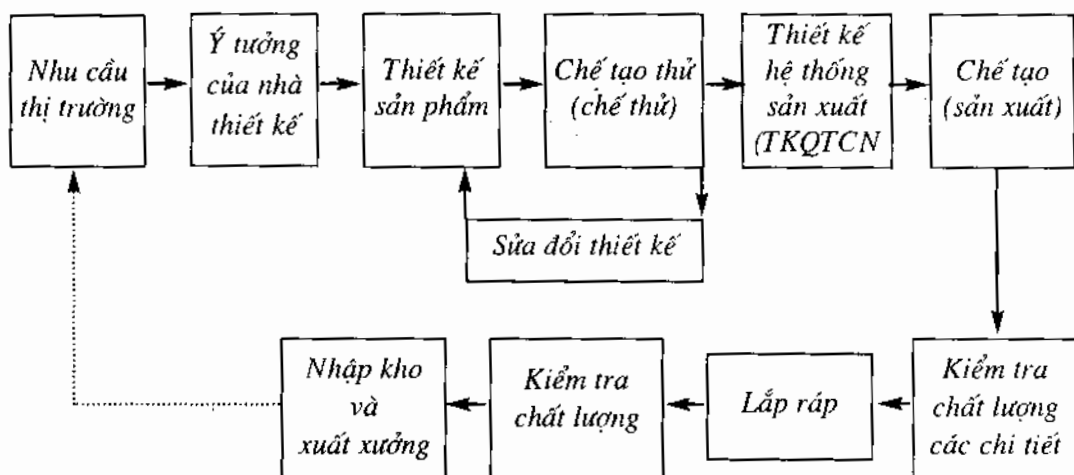 Nhu cầu
thị trường
Ý tưởng
của nhà
thiết kế
Thiết kế
sản phẩm
Chế tạo thử
(chế thử)
Thiết kế
hệ thống
sản xuất
(TKQTCN
Chế tạo
(sản xuất)
Sửa đổi thiết kế
Kiểm tra
chất lượng
các chi tiết
Lắp ráp
Kiểm tra
chất lượng
Nhập kho
và
xuất xưởng